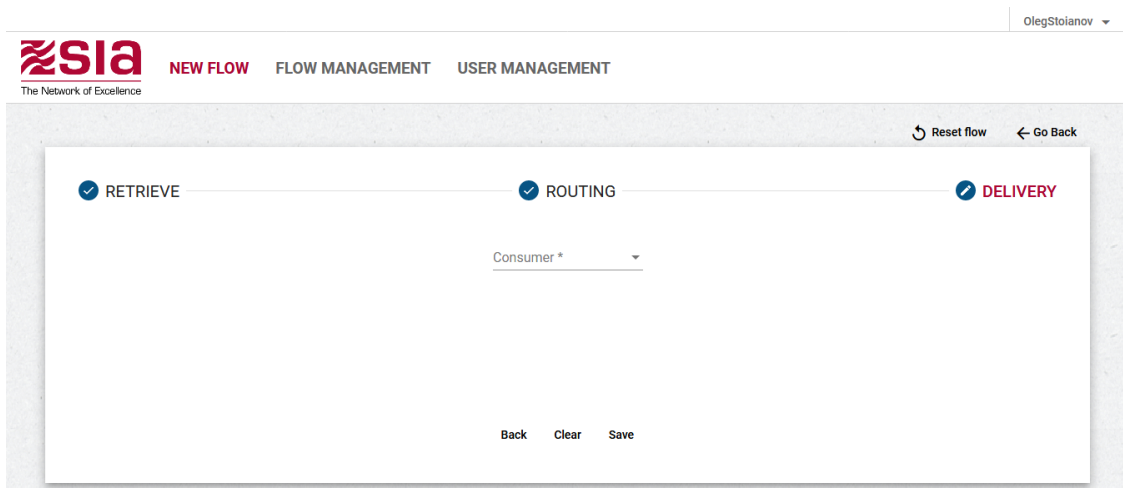 OlegStoianov
sia
The Network of Excellence
NEW FLOW FLOW MANAGEMENT USER MANAGEMENT
Reset flow Go Back
RETRIEVE ROUTING DELIVERY
Consumer *
Back Clear Save